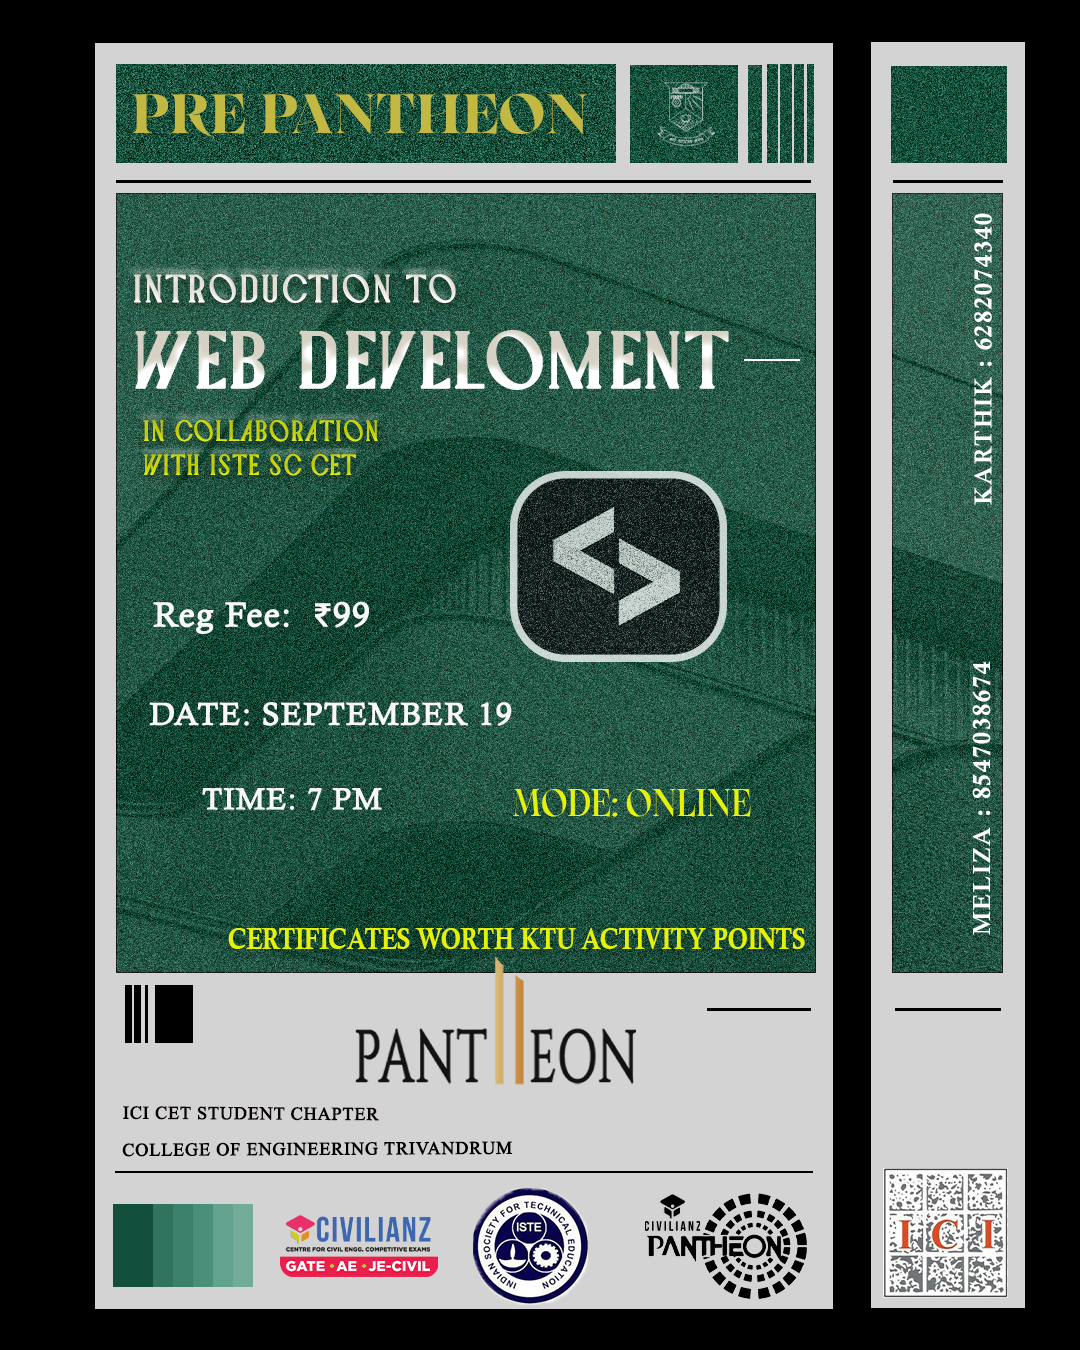 PRE PANTHEON
INTRODUCTION TO
WEB DEVELOMENT
IN COLLABORATION
WITH ISTE SC CET
Reg Fee: ₹99
DATE: SEPTEMBER 19
TIME: 7 PM
MODE: ONLINE
CERTIFICATES WORTH KTU ACTIVITY POINTS
PANTHEON
ICI CET STUDENT CHAPTER
COLLEGE OF ENGINEERING TRIVANDRUM
CIVILIANZ
CENTRE FOR CIVIL ENGG. COMPETITIVE EXAMS
GATE • AE • JE-CIVIL
INDIAN SOCIETY FOR TECHNICAL EDUCATION
ISTE
CIVILIANZ
PANTHEON
KARTHIK : 6282074340
MELIZA : 8547038674
ICI